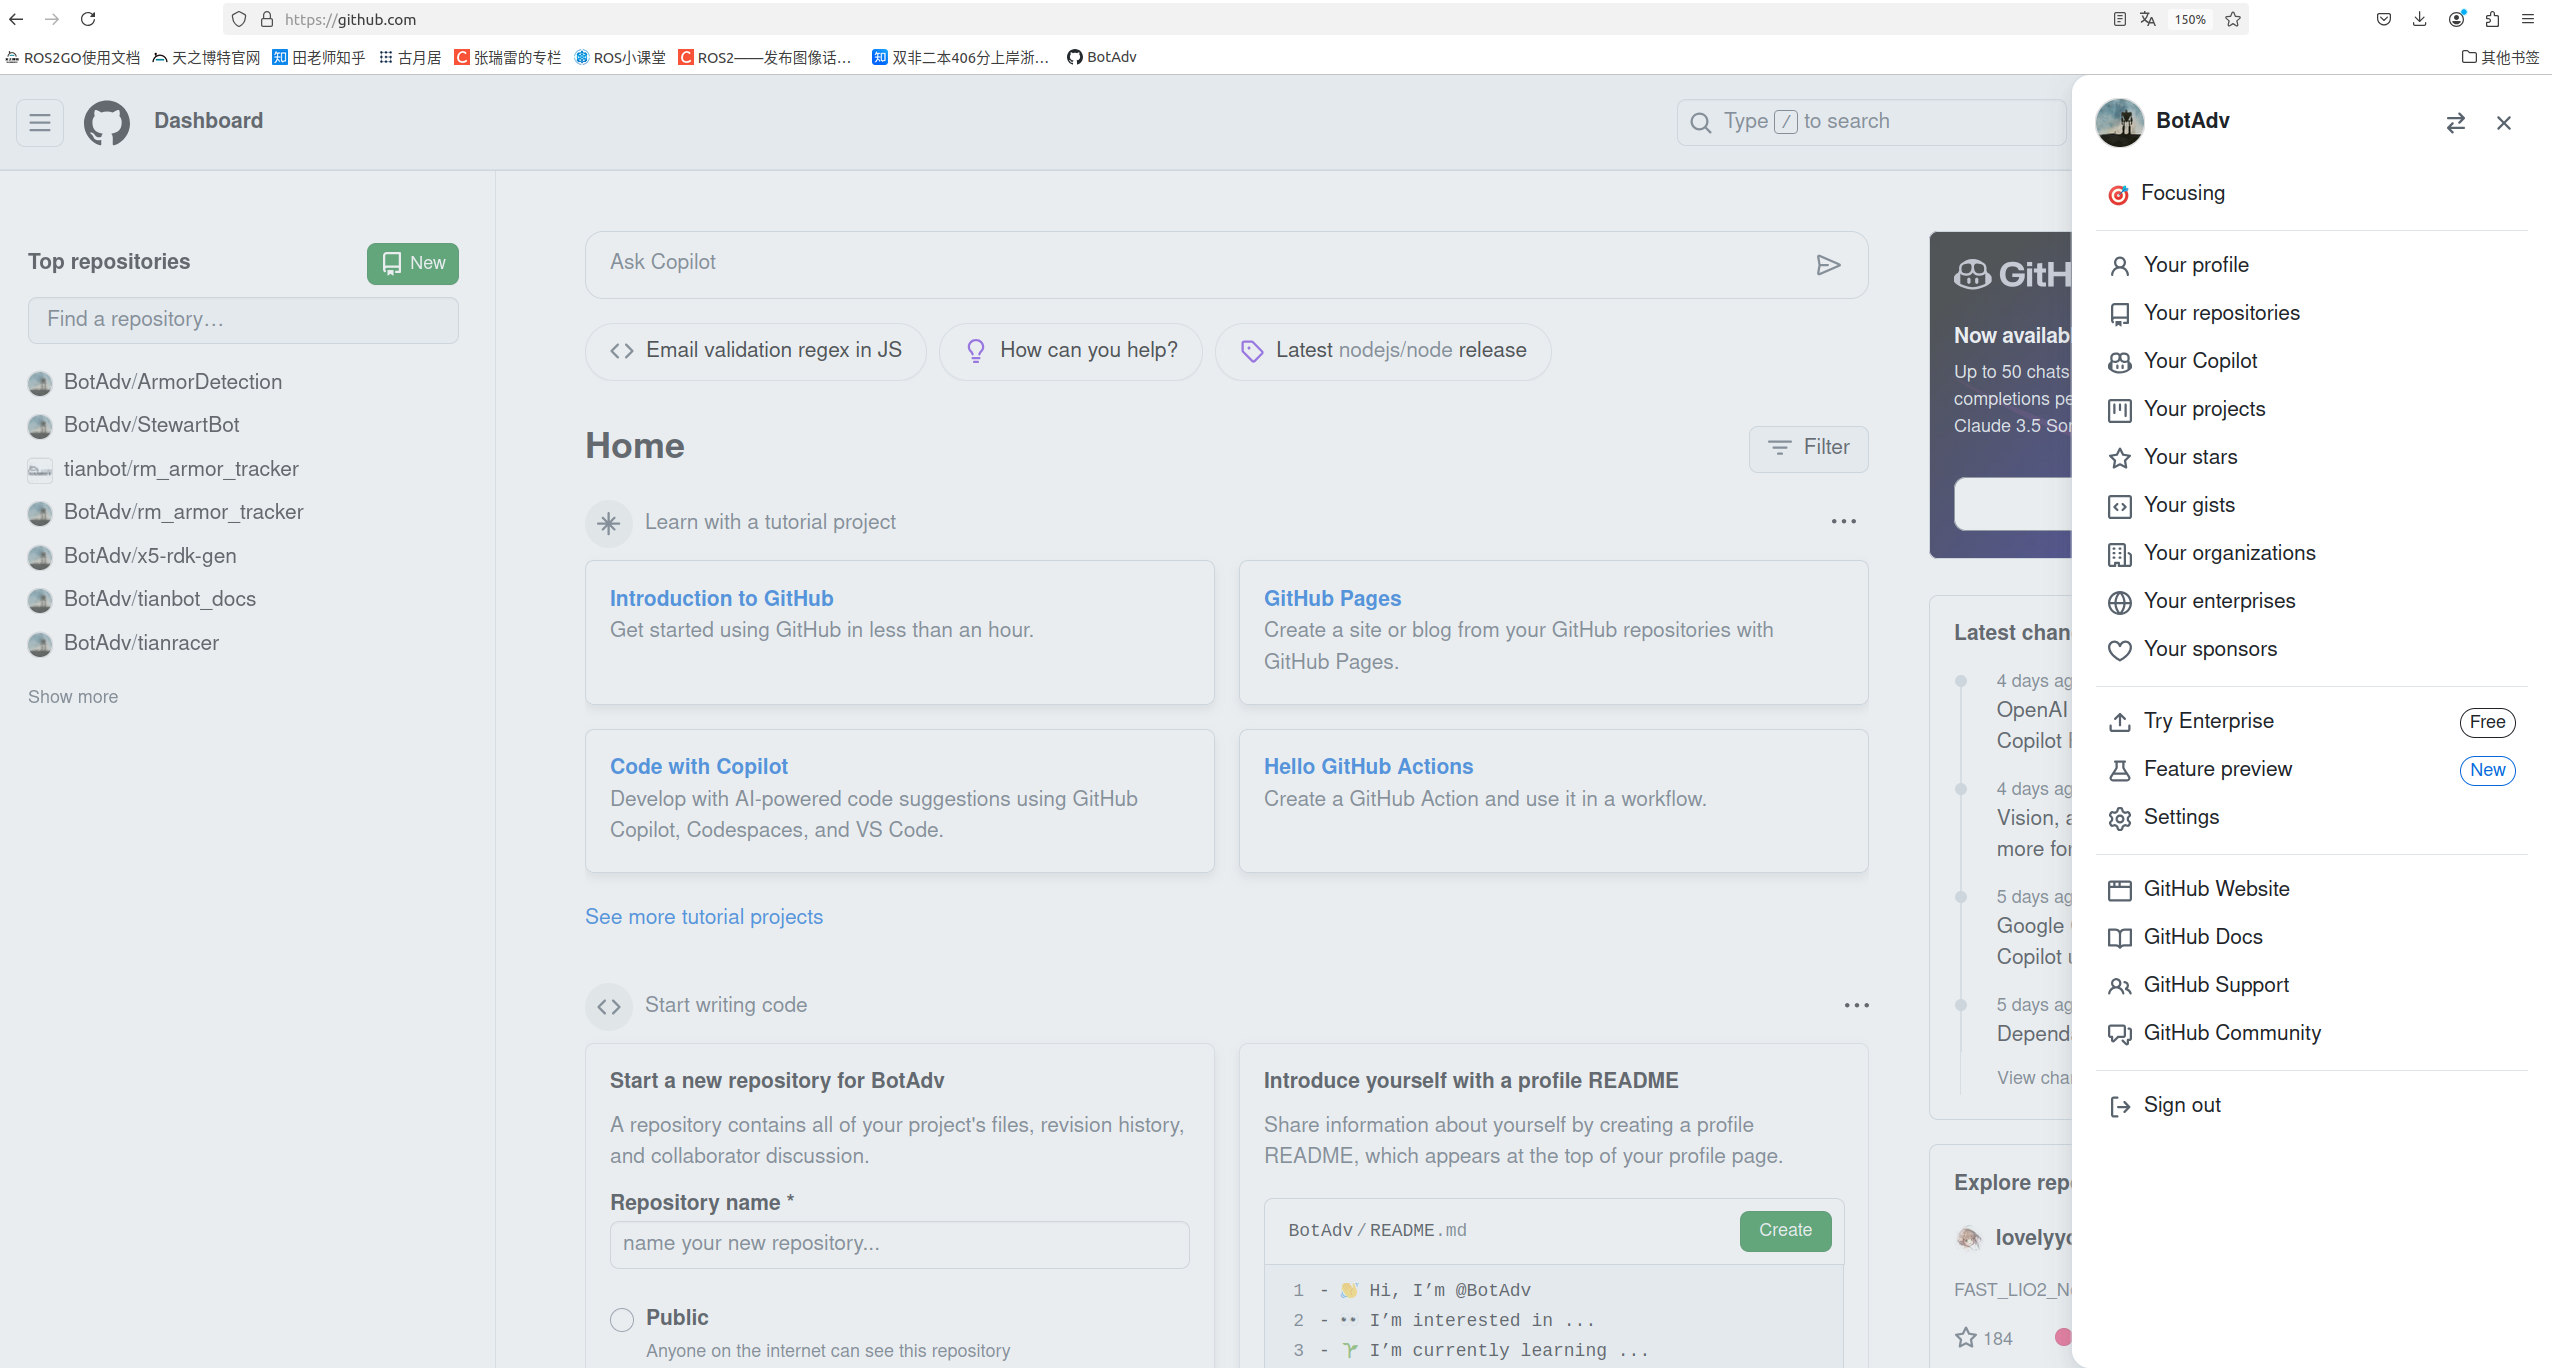 https://github.com
150%
ROS2GO使用文档
天之博特官网
知 田老师知乎
古月居
C 张瑞雷的专栏
ROS小课堂
C ROS2——发布图像话…
知 双非二本406分上岸浙…
BotAdv
其他书签
Dashboard
Type / to search
Top repositories
New
Find a repository…
BotAdv/ArmorDetection
BotAdv/StewartBot
tianbot/rm_armor_tracker
BotAdv/rm_armor_tracker
BotAdv/x5-rdk-gen
BotAdv/tianbot_docs
BotAdv/tianracer
Show more
Ask Copilot
Email validation regex in JS
How can you help?
Latest nodejs/node release
Home
Filter
Learn with a tutorial project
Introduction to GitHub
Get started using GitHub in less than an hour.
GitHub Pages
Create a site or blog from your GitHub repositories with
GitHub Pages.
Code with Copilot
Develop with AI-powered code suggestions using GitHub
Copilot, Codespaces, and VS Code.
Hello GitHub Actions
Create a GitHub Action and use it in a workflow.
See more tutorial projects
Start writing code
Start a new repository for BotAdv
A repository contains all of your project's files, revision history,
and collaborator discussion.
Repository name *
name your new repository...
Public
Anyone on the internet can see this repository
Introduce yourself with a profile README
Share information about yourself by creating a profile
README, which appears at the top of your profile page.
BotAdv / README.md
Create
1 - 👋 Hi, I’m @BotAdv
2 - 👀 I’m interested in ...
3 - 🌱 I’m currently learning ...
GitH
Now availab
Up to 50 chats
completions pe
Claude 3.5 Son
Latest chan
4 days ag
OpenAI
Copilot
4 days ag
Vision, a
more for
5 days ag
Google
Copilot u
5 days ag
Depend
View cha
Explore rep
lovelyyo
FAST_LIO2_N
184
BotAdv
Focusing
Your profile
Your repositories
Your Copilot
Your projects
Your stars
Your gists
Your organizations
Your enterprises
Your sponsors
Try Enterprise
Free
Feature preview
New
Settings
GitHub Website
GitHub Docs
GitHub Support
GitHub Community
Sign out